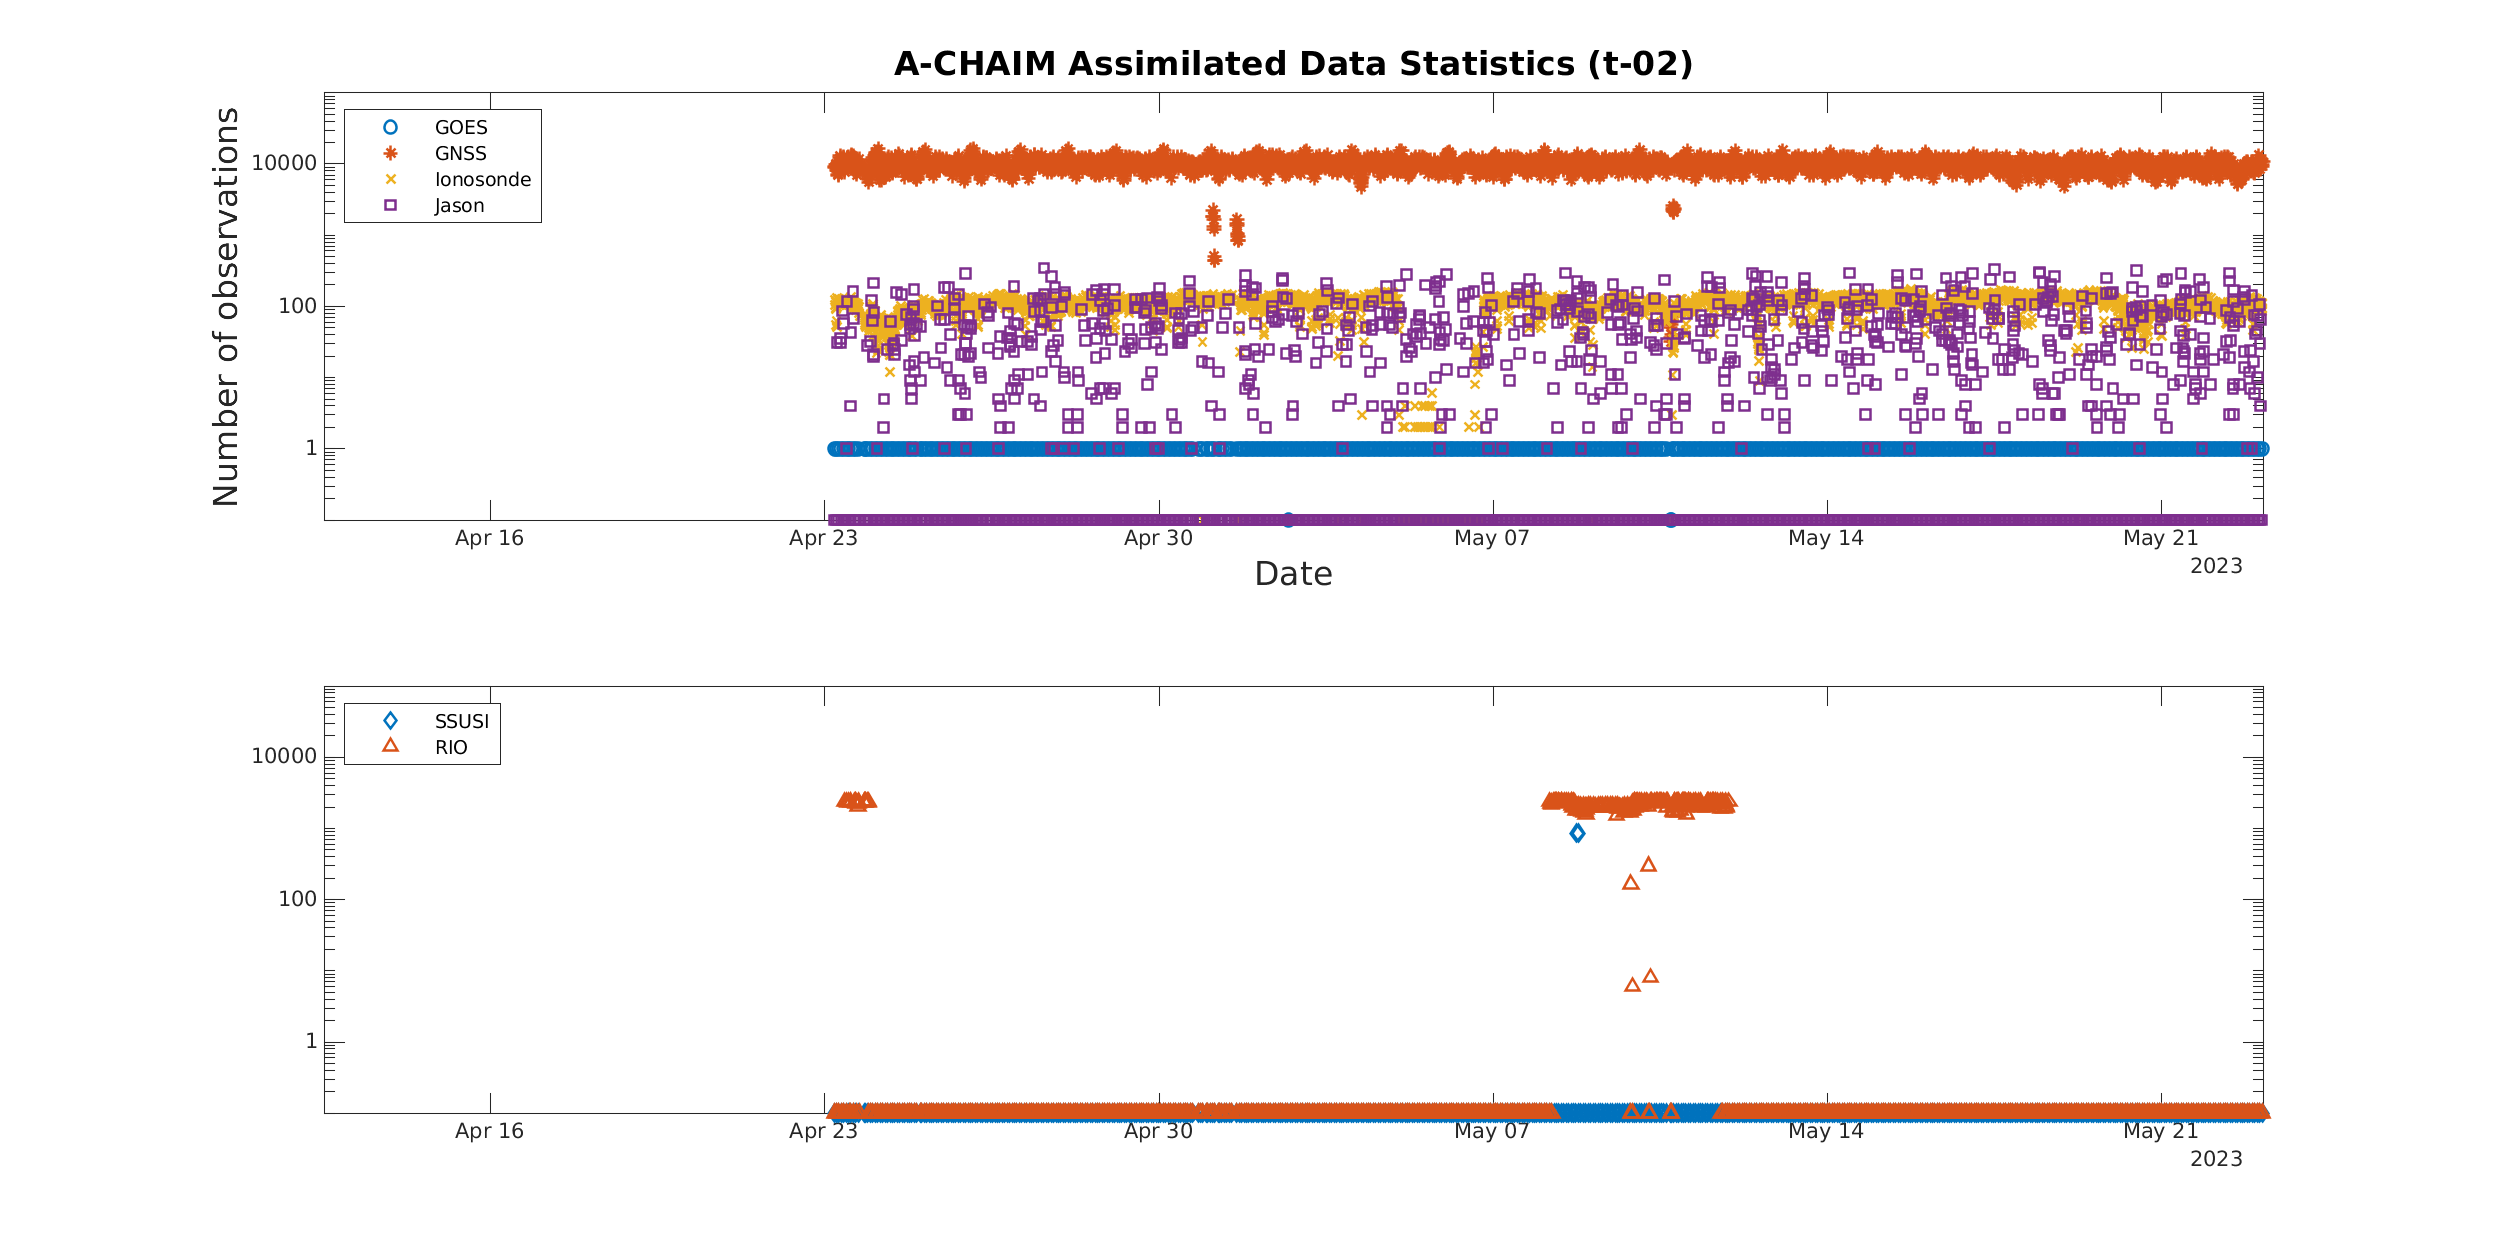 A-CHAIM Assimilated Data Statistics (t-02)
Number of observations
10000
100
1
GOES
GNSS
Ionosonde
Jason
Apr 16 Apr 23 Apr 30 May 07 May 14 May 21
2023
Date
10000
100
1
SSUSI
RIO
Apr 16 Apr 23 Apr 30 May 07 May 14 May 21
2023